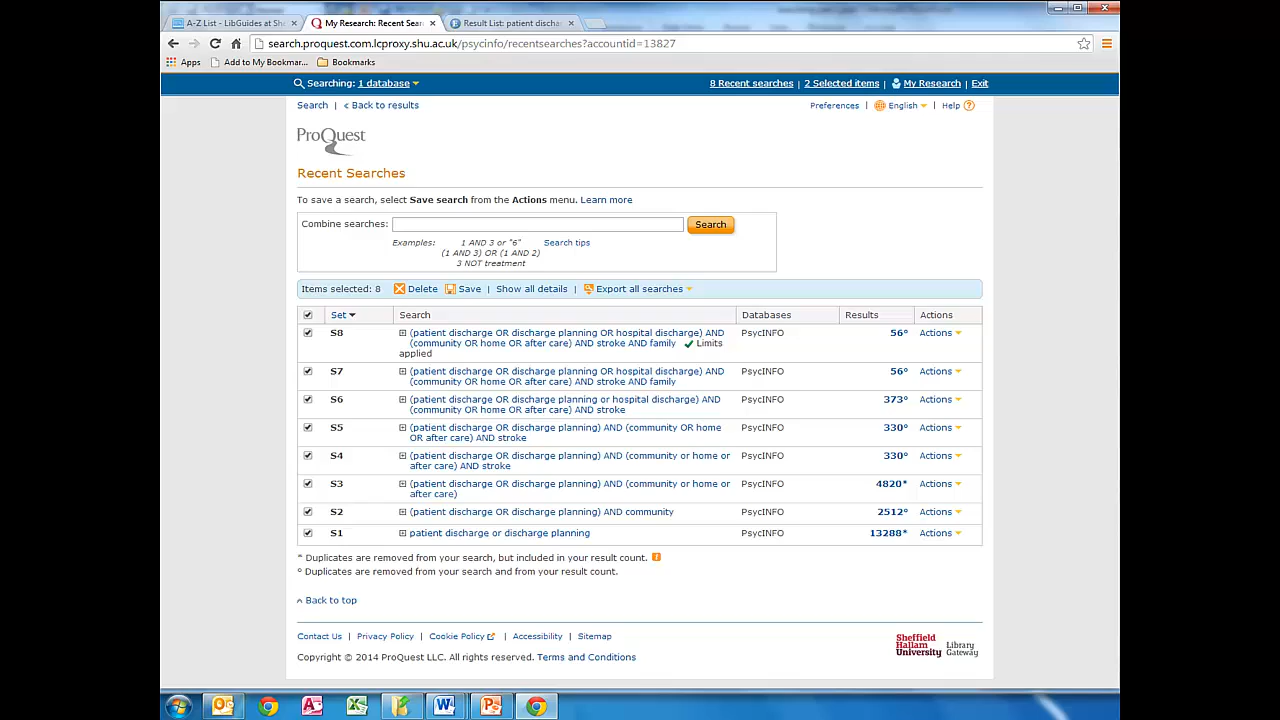 A-Z List - LibGuides at She
My Research: Recent Sear
Result List: patient dischar
search.proquest.com.lcproxy.shu.ac.uk/psycinfo/recentsearches?accountid=13827
Apps Add to My Bookmar... Bookmarks
Searching: 1 database
8 Recent searches | 2 Selected items | My Research | Exit
Search | < Back to results
Preferences | English | Help ?
ProQuest
Recent Searches
To save a search, select Save search from the Actions menu. Learn more
Combine searches: Search
Examples: 1 AND 3 or "6" Search tips
(1 AND 3) OR (1 AND 2)
3 NOT treatment
Items selected: 8 Delete Save | Show all details | Export all searches
Set Search Databases Results Actions
S8 (patient discharge OR discharge planning OR hospital discharge) AND PsycINFO 56° Actions
(community OR home OR after care) AND stroke AND family Limits
applied
S7 (patient discharge OR discharge planning OR hospital discharge) AND PsycINFO 56° Actions
(community OR home OR after care) AND stroke AND family
S6 (patient discharge OR discharge planning or hospital discharge) AND PsycINFO 373° Actions
(community OR home OR after care) AND stroke
S5 (patient discharge OR discharge planning) AND (community OR home PsycINFO 330° Actions
OR after care) AND stroke
S4 (patient discharge OR discharge planning) AND (community or home or PsycINFO 330° Actions
after care) AND stroke
S3 (patient discharge OR discharge planning) AND (community or home or PsycINFO 4820* Actions
after care)
S2 (patient discharge OR discharge planning) AND community PsycINFO 2512° Actions
S1 patient discharge or discharge planning PsycINFO 13288* Actions
* Duplicates are removed from your search, but included in your result count.
° Duplicates are removed from your search and from your result count.
Back to top
Contact Us | Privacy Policy | Cookie Policy | Accessibility | Sitemap
Copyright © 2014 ProQuest LLC. All rights reserved. Terms and Conditions
Sheffield
Hallam
University
Library
Gateway